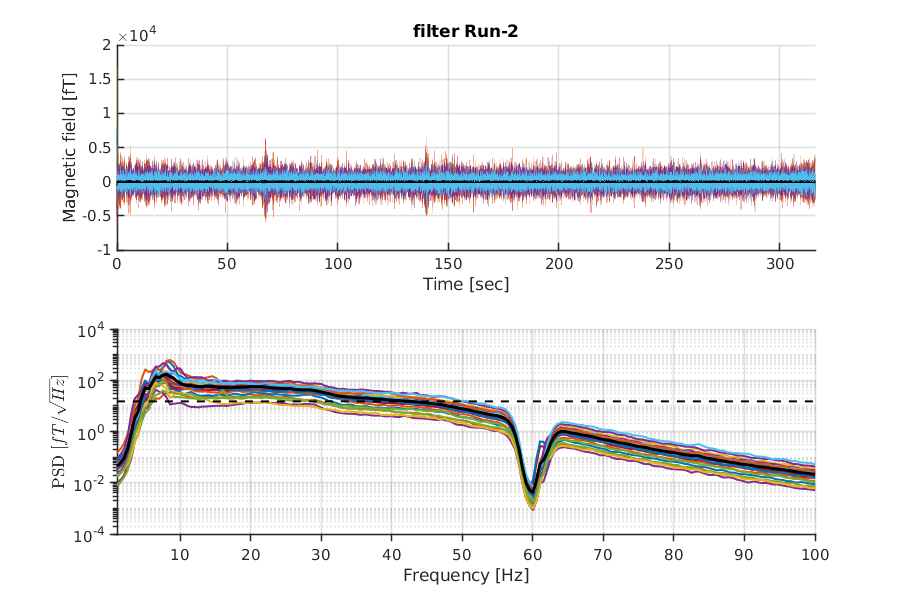 filter Run-2
×10^4
2
1.5
1
0.5
0
-0.5
-1
Magnetic field [fT]
0 50 100 150 200 250 300
Time [sec]
10^4
10^2
10^0
10^-2
10^-4
PSD [fT/√Hz]
10 20 30 40 50 60 70 80 90 100
Frequency [Hz]